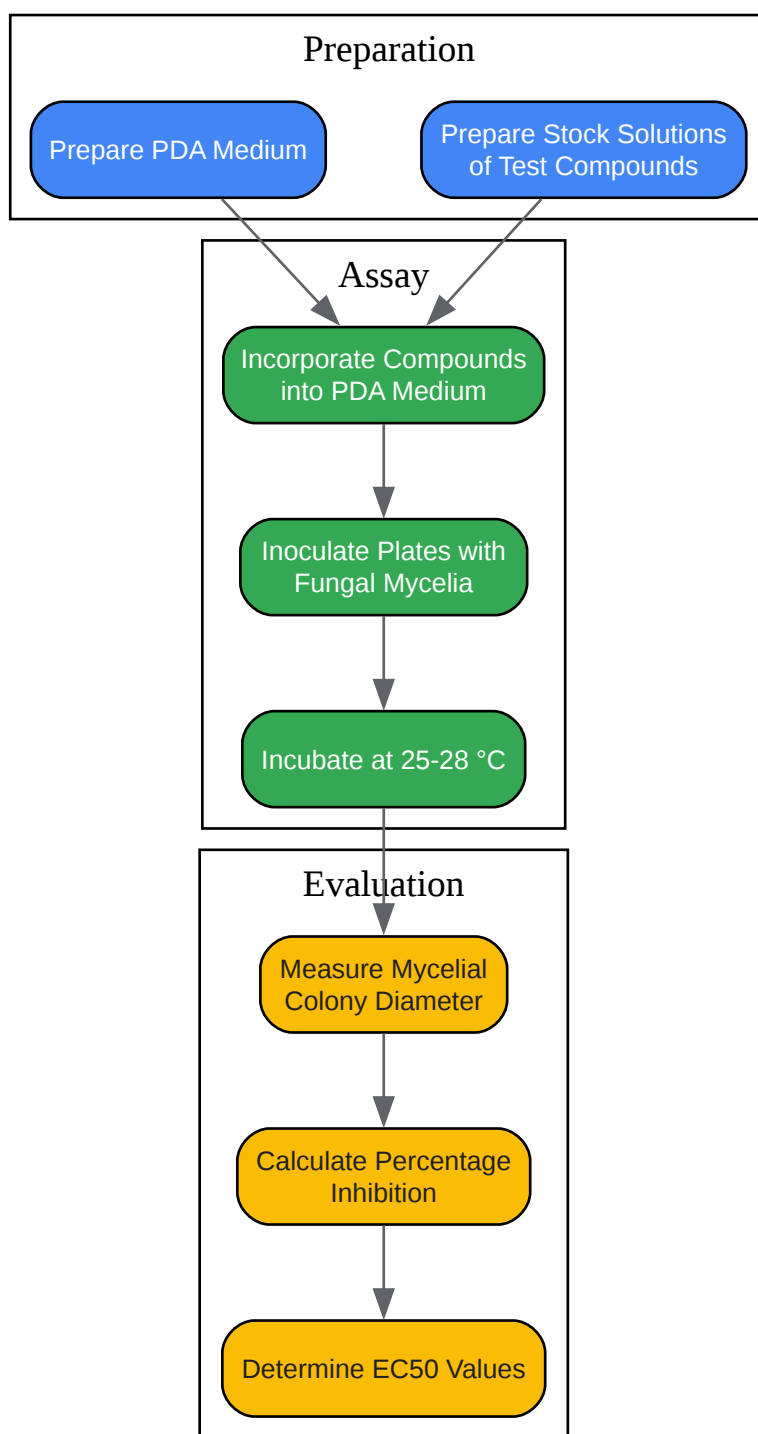 Preparation
Prepare PDA Medium
Prepare Stock Solutions
of Test Compounds
Assay
Incorporate Compounds
into PDA Medium
Inoculate Plates with
Fungal Mycelia
Incubate at 25-28 °C
Evaluation
Measure Mycelial
Colony Diameter
Calculate Percentage
Inhibition
Determine EC50 Values